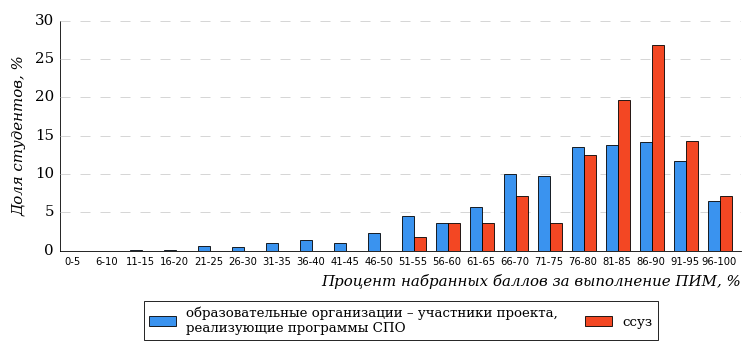 Доля студентов, %
30
25
20
15
10
5
0
0-5 6-10 11-15 16-20 21-25 26-30 31-35 36-40 41-45 46-50 51-55 56-60 61-65 66-70 71-75 76-80 81-85 86-90 91-95 96-100
Процент набранных баллов за выполнение ПИМ, %
образовательные организации – участники проекта,
реализующие программы СПО
ссуз